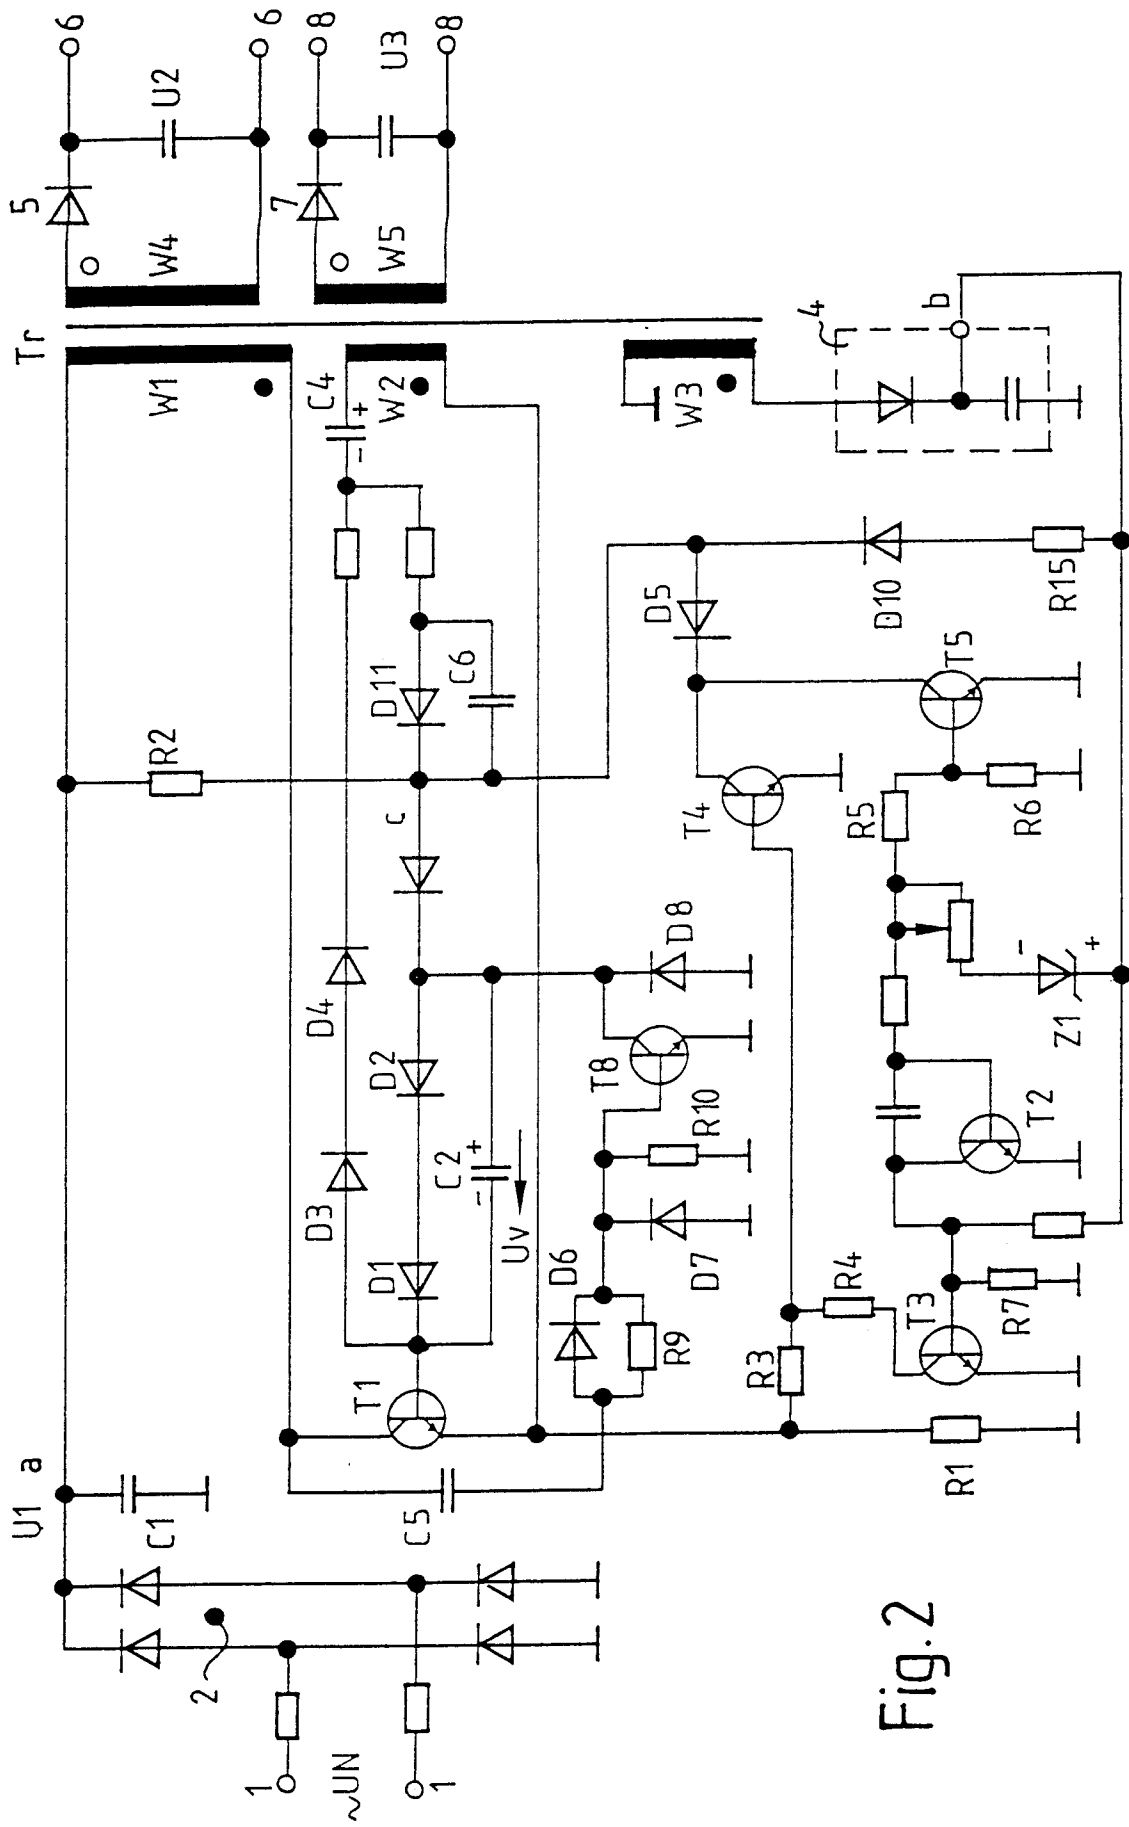 U1 a
Tr
5
6
U2
6
W4
7
8
U3
8
W5
W1
C4
+
−
W2
W3
4
b
R2
D11
C6
c
D4
D3
D2
D1
C2
+
−
Uv
T1
C1
2
1
~UN
1
C5
D6
R9
D7
R10
T8
D8
D5
D10
R15
T4
T5
R5
R6
−
+
Z1
T2
R3
R4
T3
R7
R1
Fig.2